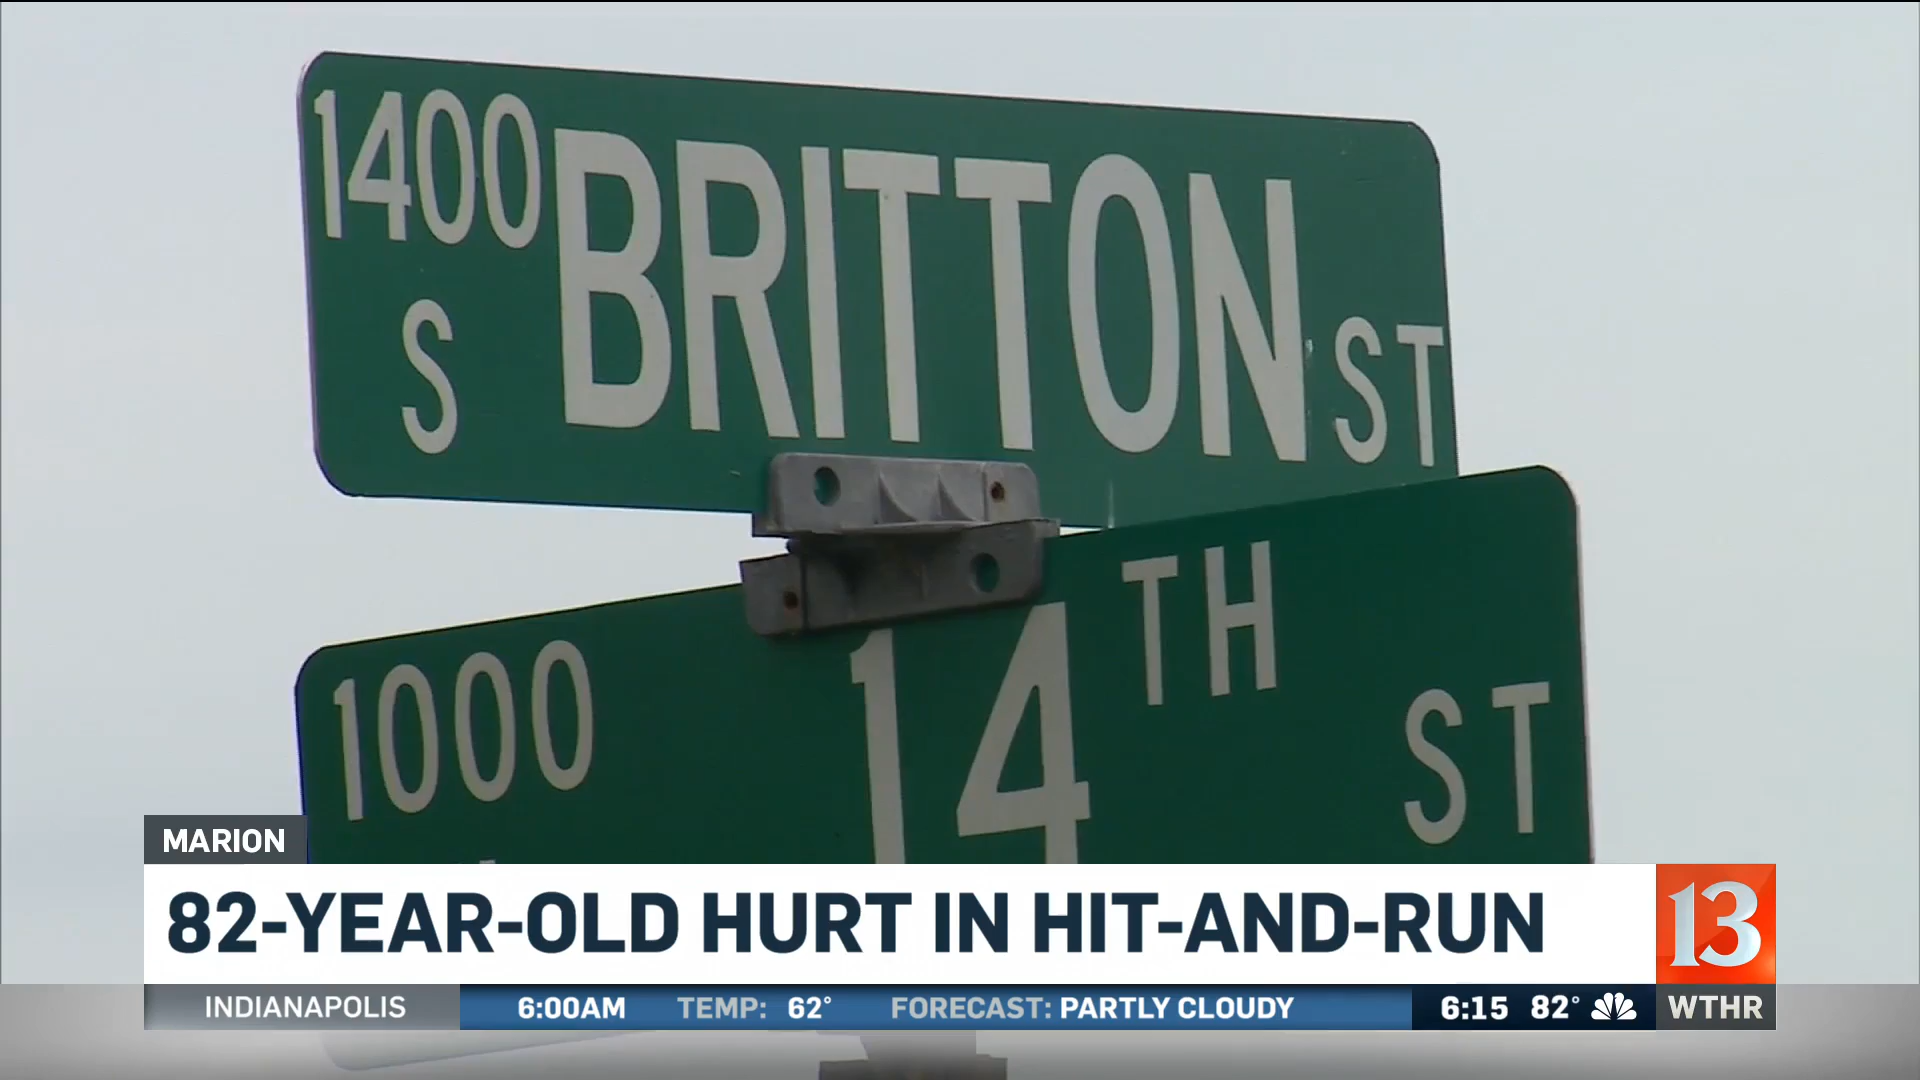 1400 BRITTON ST
S
1000 14TH ST
MARION
82-YEAR-OLD HURT IN HIT-AND-RUN
13
INDIANAPOLIS 6:00AM TEMP: 62° FORECAST: PARTLY CLOUDY 6:15 82° WTHR